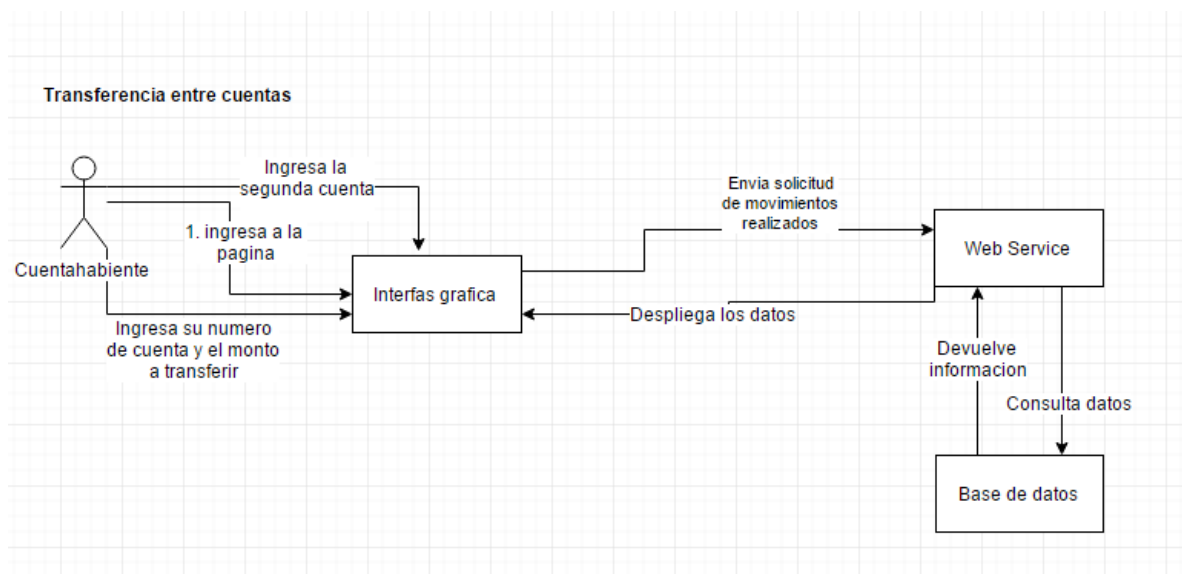 Transferencia entre cuentas
Ingresa la
segunda cuenta
1. ingresa a la
pagina
Cuentahabiente
Ingresa su numero
de cuenta y el monto
a transferir
Interfas grafica
Envia solicitud
de movimientos
realizados
Web Service
Despliega los datos
Devuelve
informacion
Consulta datos
Base de datos